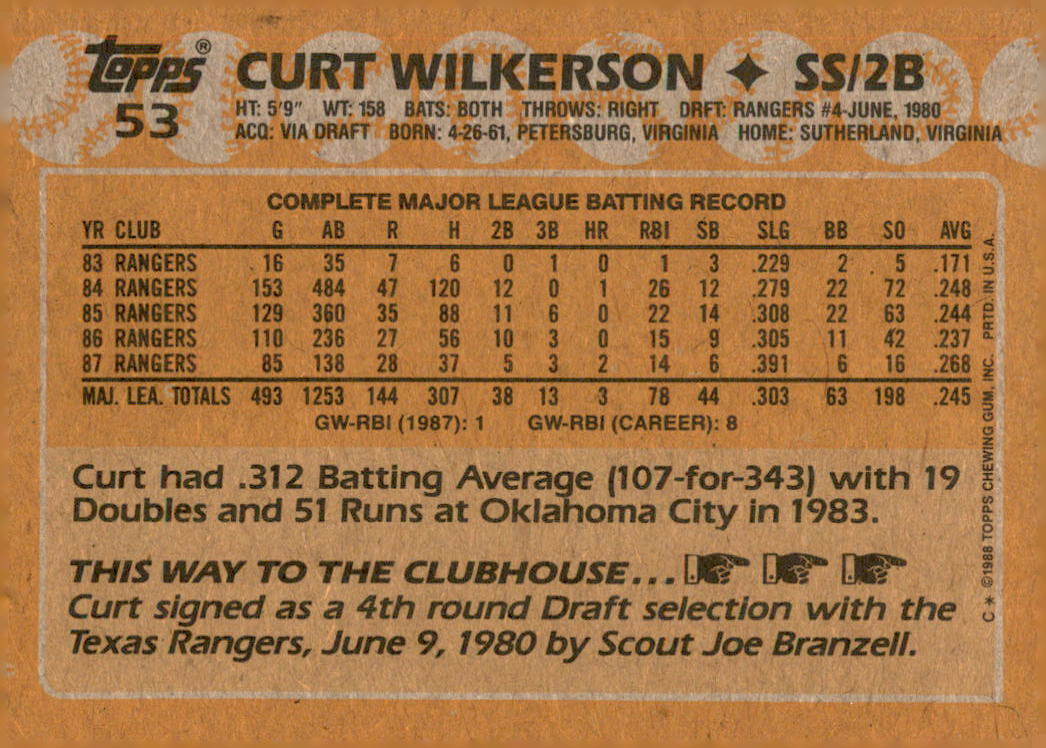 topps® CURT WILKERSON ✦ SS/2B
53
HT: 5'9" WT: 158 BATS: BOTH THROWS: RIGHT DRFT: RANGERS #4-JUNE, 1980
ACQ: VIA DRAFT BORN: 4-26-61, PETERSBURG, VIRGINIA HOME: SUTHERLAND, VIRGINIA
COMPLETE MAJOR LEAGUE BATTING RECORD
YR CLUB G AB R H 2B 3B HR RBI SB SLG BB SO AVG
83 RANGERS 16 35 7 6 0 1 0 1 3 .229 2 5 .171
84 RANGERS 153 484 47 120 12 0 1 26 12 .279 22 72 .248
85 RANGERS 129 360 35 88 11 6 0 22 14 .308 22 63 .244
86 RANGERS 110 236 27 56 10 3 0 15 9 .305 11 42 .237
87 RANGERS 85 138 28 37 5 3 2 14 6 .391 6 16 .268
MAJ. LEA. TOTALS 493 1253 144 307 38 13 3 78 44 .303 63 198 .245
GW-RBI (1987): 1 GW-RBI (CAREER): 8
Curt had .312 Batting Average (107-for-343) with 19
Doubles and 51 Runs at Oklahoma City in 1983.
THIS WAY TO THE CLUBHOUSE...
Curt signed as a 4th round Draft selection with the
Texas Rangers, June 9, 1980 by Scout Joe Branzell.
C * ©1988 TOPPS CHEWING GUM, INC. PRTD. IN U.S.A.